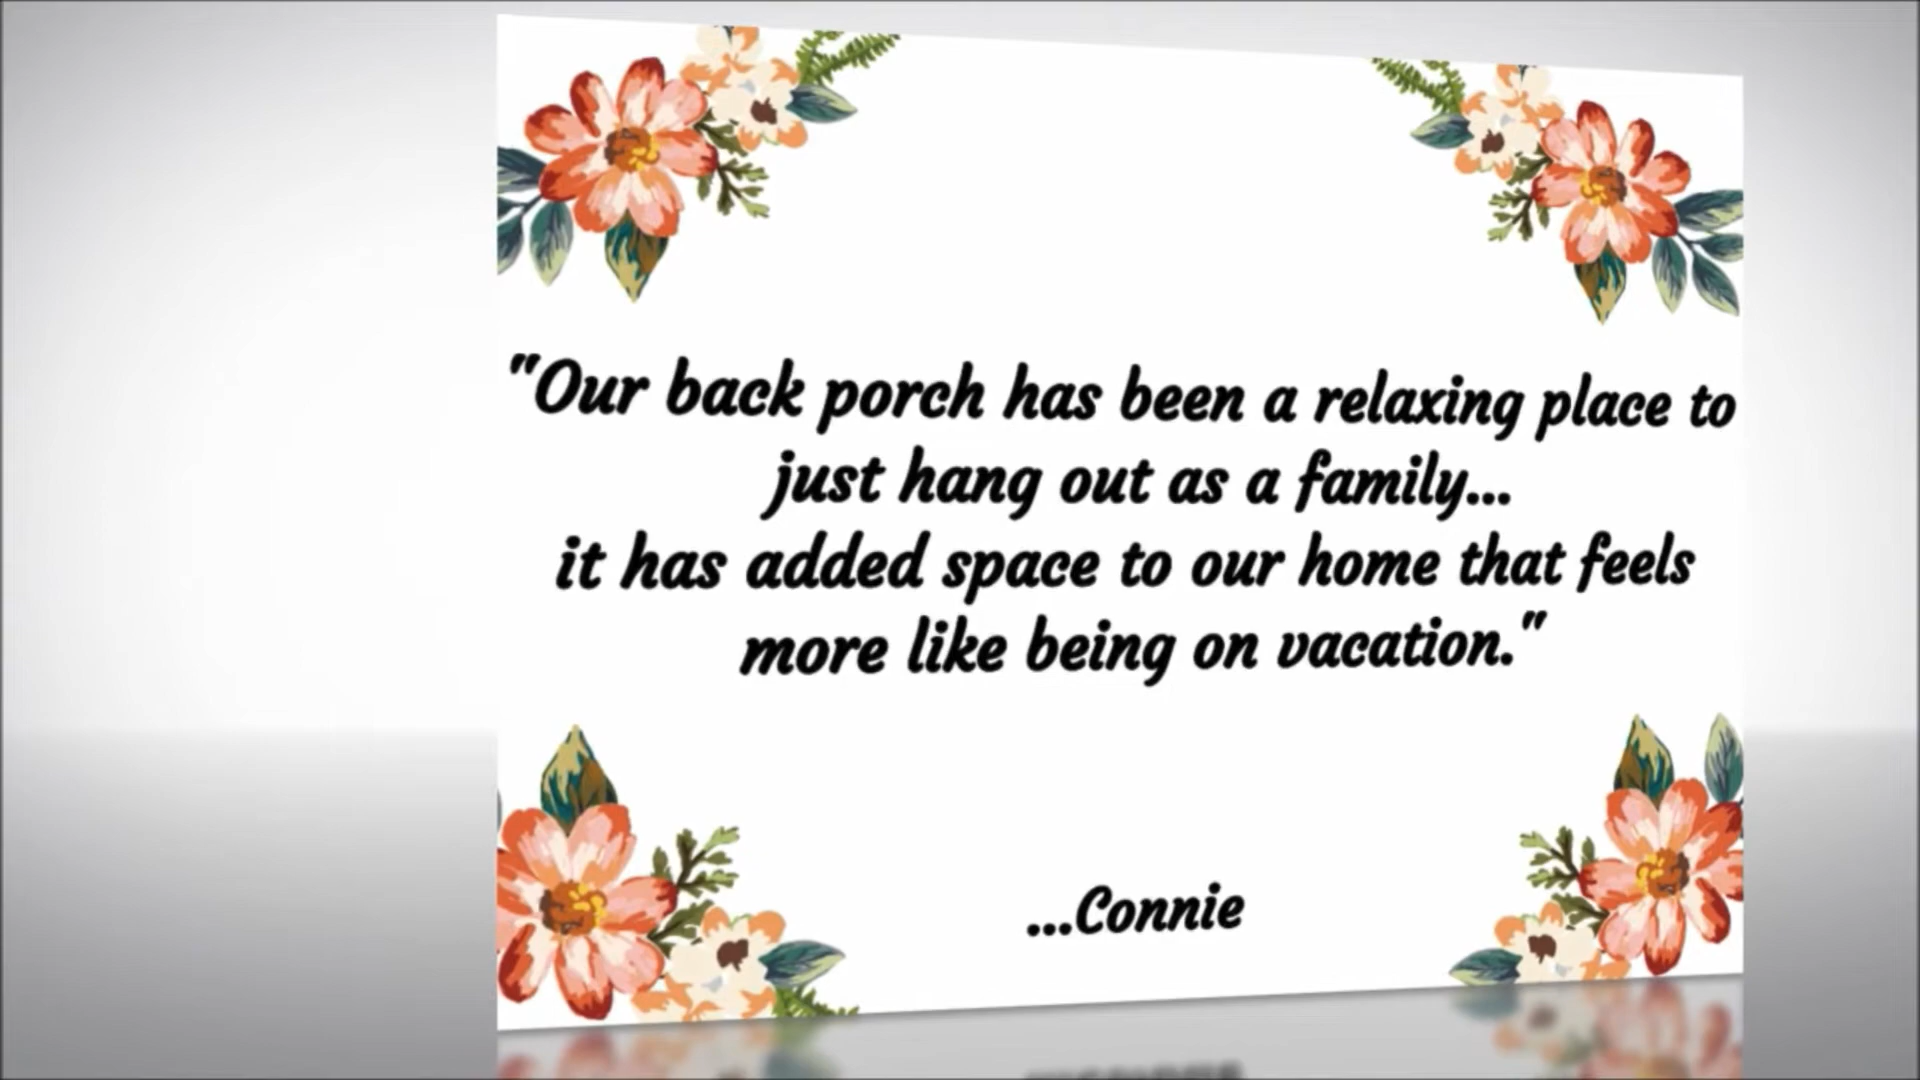 "Our back porch has been a relaxing place to
just hang out as a family...
it has added space to our home that feels
more like being on vacation."
...Connie